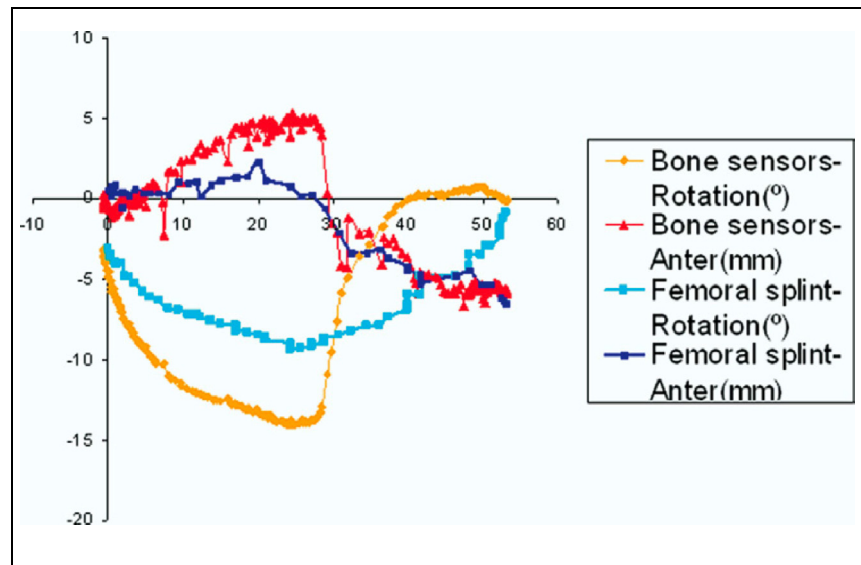 10
5
0
-10 0 10 20 30 40 50 60
-5
-10
-15
-20
Bone sensors-
Rotation(º)
Bone sensors-
Anter(mm)
Femoral splint-
Rotation(º)
Femoral splint-
Anter(mm)